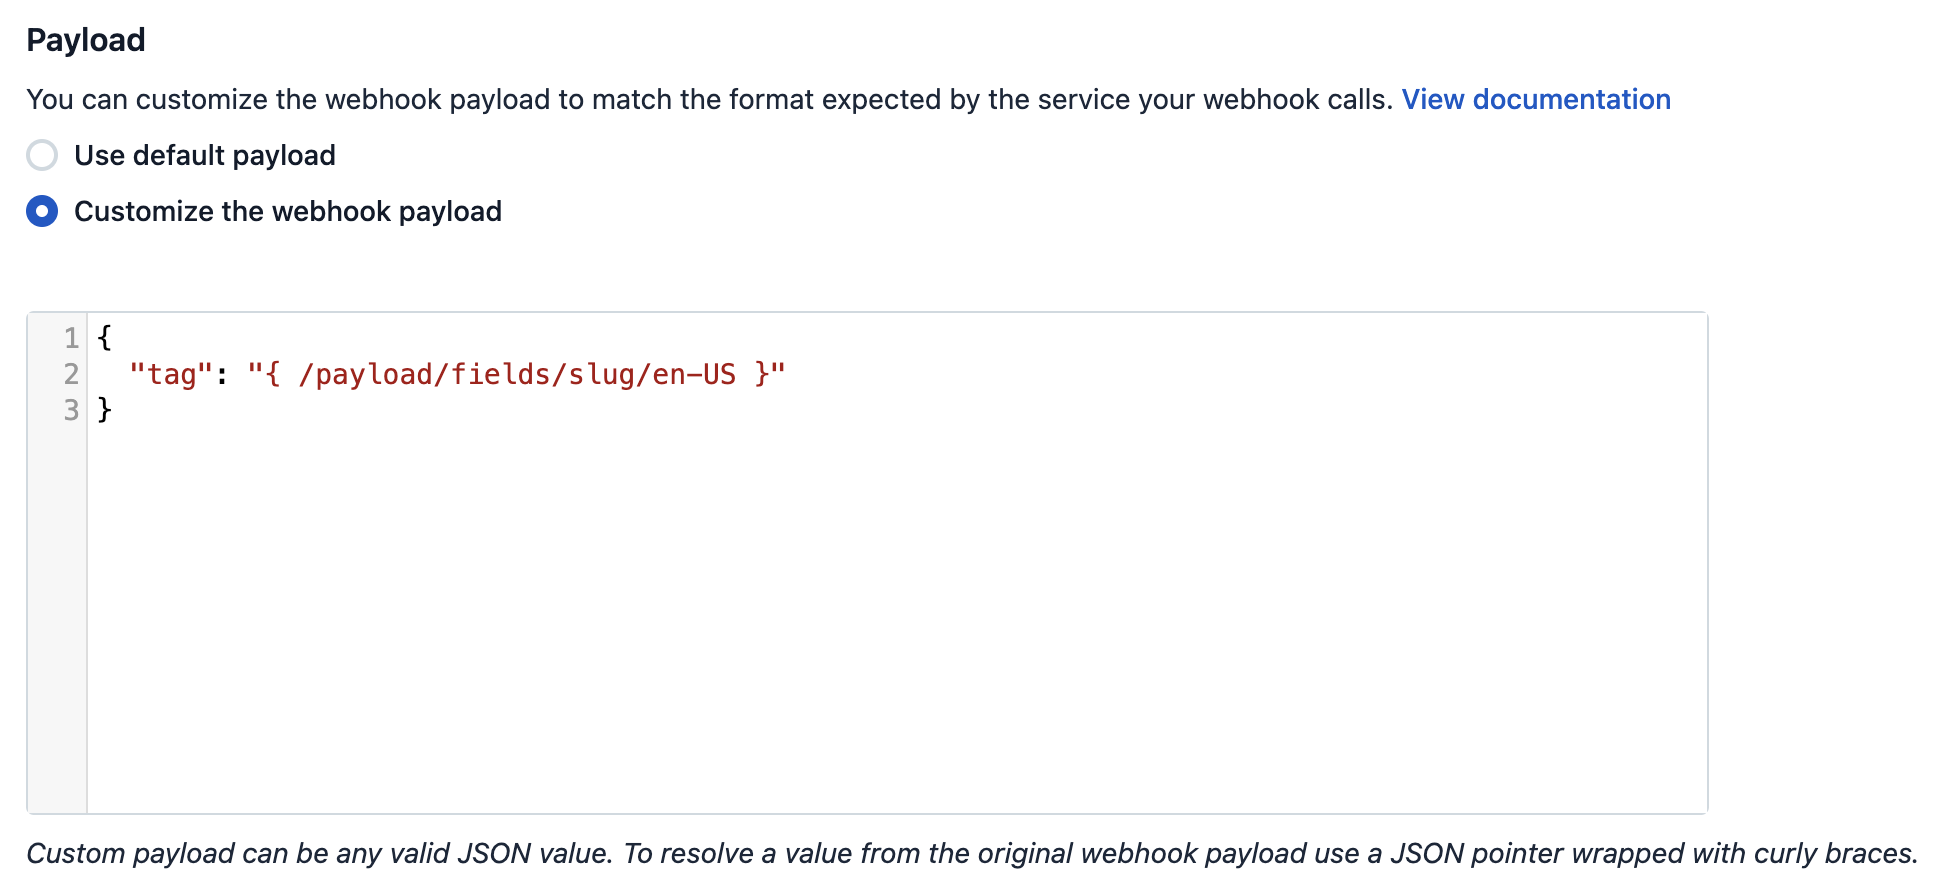 Payload
You can customize the webhook payload to match the format expected by the service your webhook calls. View documentation
Use default payload
Customize the webhook payload
1 {
2   "tag": "{ /payload/fields/slug/en-US }"
3 }
Custom payload can be any valid JSON value. To resolve a value from the original webhook payload use a JSON pointer wrapped with curly braces.